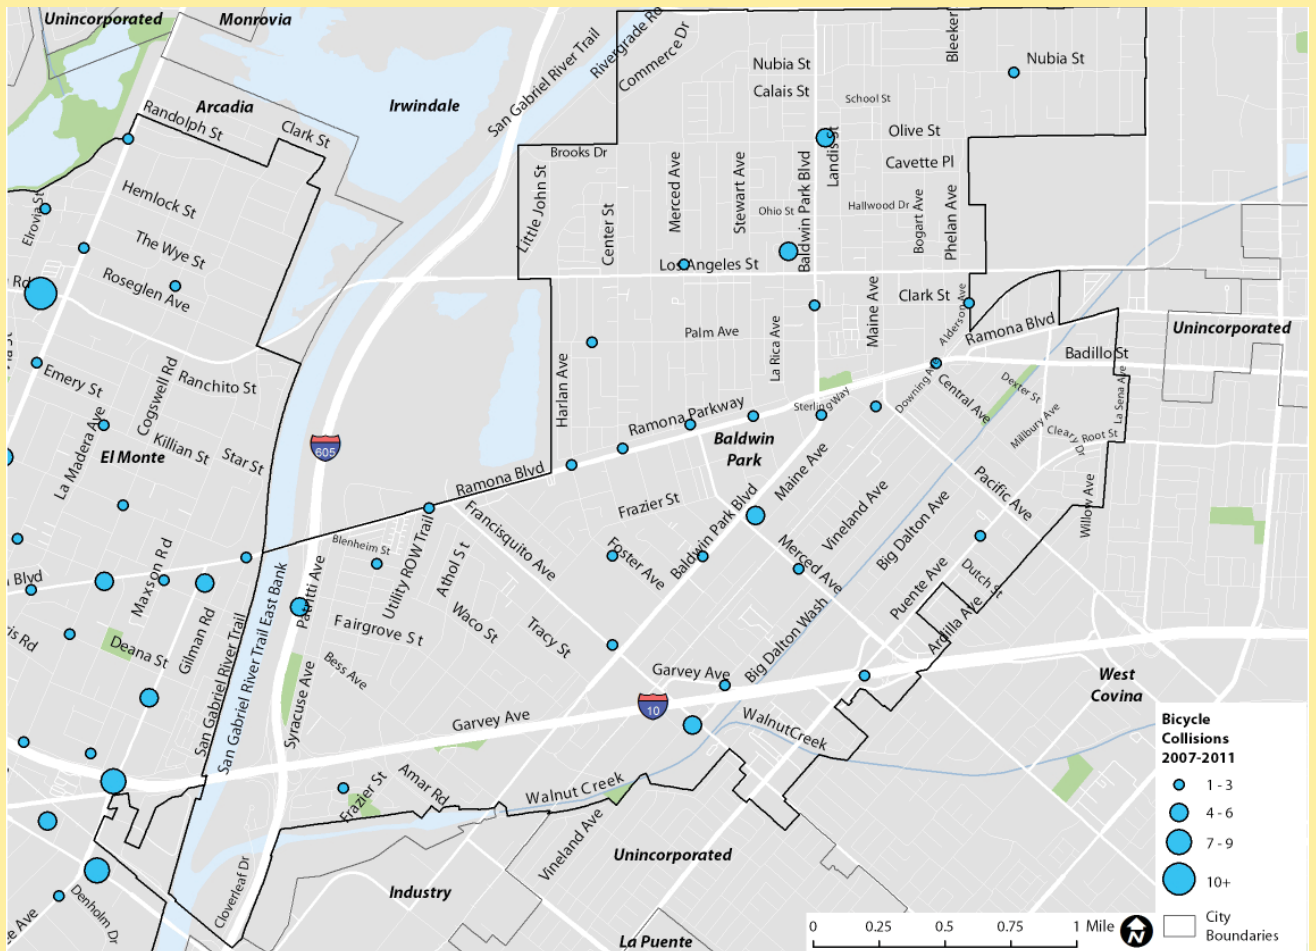 Unincorporated
Monrovia
Arcadia
Randolph St
Clark St
Irwindale
San Gabriel River Trail
Rivergrade Rd
Commerce Dr
Nubia St
Calais St
School St
Bleeker
Nubia St
Brooks Dr
Olive St
Cavette Pl
Landis St
Little John St
Center St
Merced Ave
Stewart Ave
Ohio St
Baldwin Park Blvd
Hallwood Dr
Bogart Ave
Phelan Ave
Elrovia St
Hemlock St
The Wye St
Roseglen Ave
Rd
Los Angeles St
Clark St
Maine Ave
Alderson Ave
Ramona Blvd
Unincorporated
Palm Ave
La Rica Ave
Badillo St
Harlan Ave
Emery St
Cogswell Rd
Ranchito St
La Madera Ave
Killian St
Star St
El Monte
605
Ramona Parkway
Sterling Way
Downing Ave
Central Ave
Dexter St
Millbury Ave
Cleary Dr
Root St
La Sena Ave
Baldwin
Park
Ramona Blvd
Frazier St
Maine Ave
Vineland Ave
Big Dalton Ave
Pacific Ave
Willow Ave
Francisquito Ave
Blenheim St
Utility ROW Trail
Athol St
Foster Ave
Baldwin Park Blvd
Merced Ave
Puente Ave
Dutch St
Blvd
Maxson Rd
Gilman Rd
Deana St
San Gabriel River Trail
San Gabriel River Trail East Bank
Patritti Ave
Fairgrove St
Waco St
Tracy St
Bess Ave
Syracuse Ave
Big Dalton Wash
Ardilla Ave
Garvey Ave
Garvey Ave
10
Walnut Creek
West
Covina
Frazier St
Amar Rd
Walnut Creek
Vineland Ave
Unincorporated
Industry
La Puente
Cloverleaf Dr
Denholm Dr
Ave
Bicycle
Collisions
2007-2011
1 - 3
4 - 6
7 - 9
10+
City
Boundaries
0 0.25 0.5 0.75 1 Mile
N